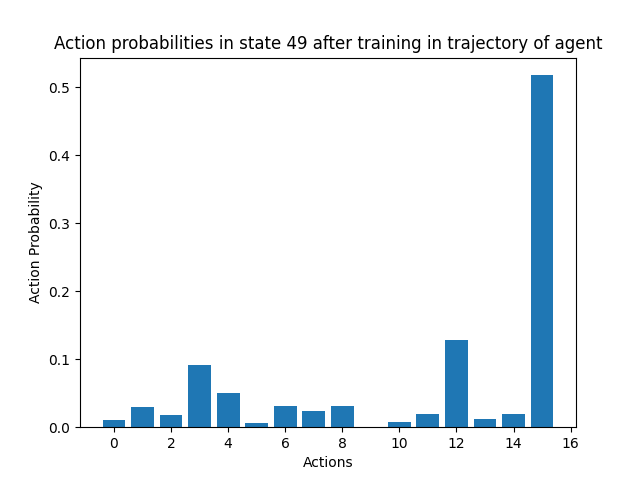 Action probabilities in state 49 after training in trajectory of agent
Action Probability
0.5
0.4
0.3
0.2
0.1
0.0
0 2 4 6 8 10 12 14 16
Actions